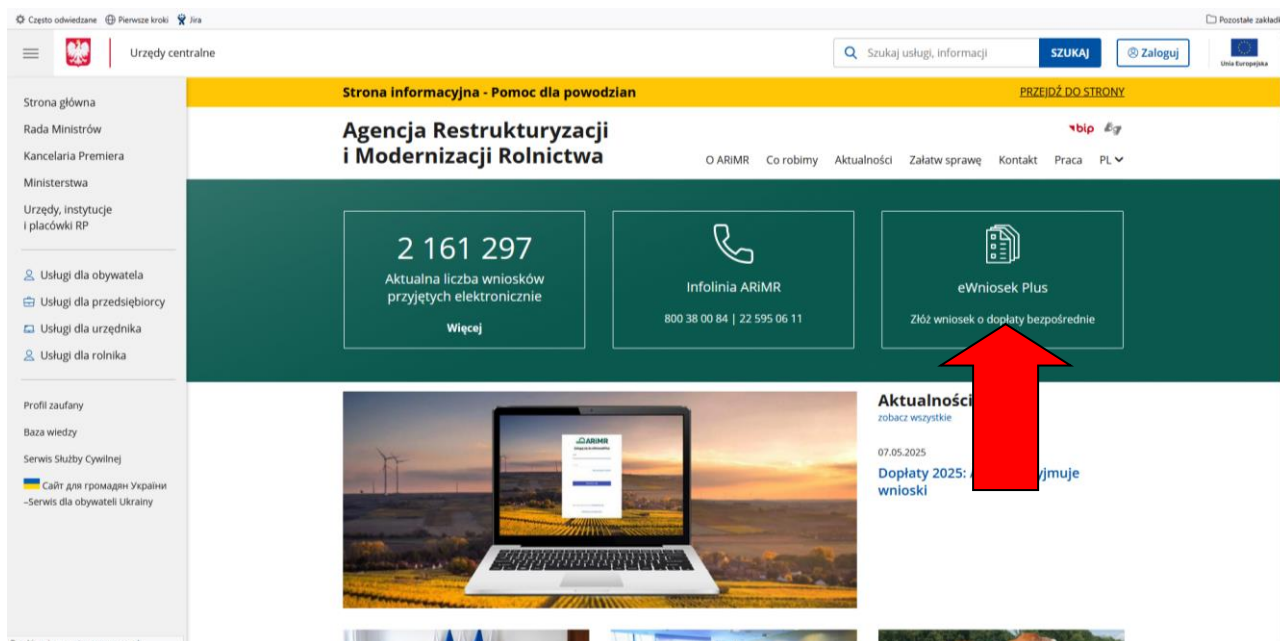 Często odwiedzane Pierwsze kroki Jira Pozostałe zakładki
Urzędy centralne
Szukaj usługi, informacji
SZUKAJ
Zaloguj
Unia Europejska
Strona główna
Rada Ministrów
Kancelaria Premiera
Ministerstwa
Urzędy, instytucje
i placówki RP
Usługi dla obywatela
Usługi dla przedsiębiorcy
Usługi dla urzędnika
Usługi dla rolnika
Profil zaufany
Baza wiedzy
Serwis Służby Cywilnej
Сайт для громадян України
–Serwis dla obywateli Ukrainy
Strona informacyjna - Pomoc dla powodzian
PRZEJDŹ DO STRONY
Agencja Restrukturyzacji
i Modernizacji Rolnictwa
bip
O ARiMR Co robimy Aktualności Załatw sprawę Kontakt Praca PL
2 161 297
Aktualna liczba wniosków
przyjętych elektronicznie
Więcej
Infolinia ARiMR
800 38 00 84 | 22 595 06 11
eWniosek Plus
Złóż wniosek o dopłaty bezpośrednie
ARiMR
Aktualności
zobacz wszystkie
07.05.2025
Dopłaty 2025: yjmuje
wnioski